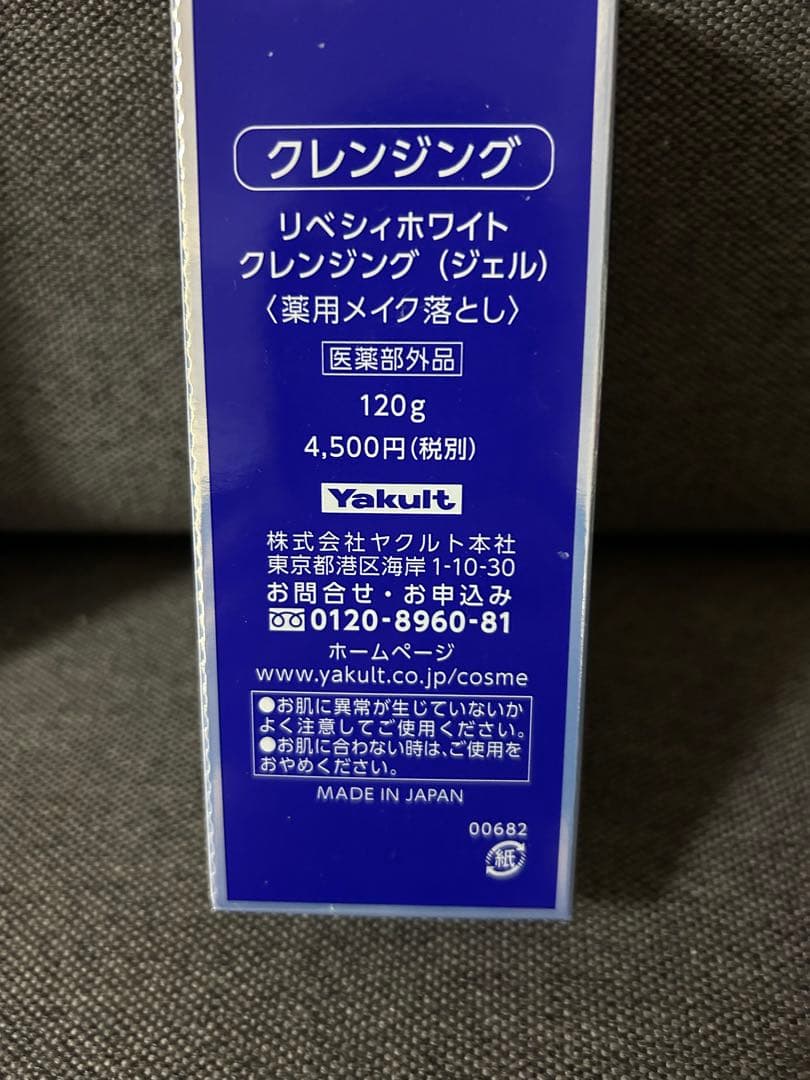 クレンジング
リベシィホワイト
クレンジング（ジェル）
〈薬用メイク落とし〉
医薬部外品
120g
4,500円（税別）
Yakult
株式会社ヤクルト本社
東京都港区海岸1-10-30
お問合せ・お申込み
0120-8960-81
ホームページ
www.yakult.co.jp/cosme
●お肌に異常が生じていないか
よく注意してご使用ください。
●お肌に合わない時は、ご使用を
おやめください。
MADE IN JAPAN
00682
紙